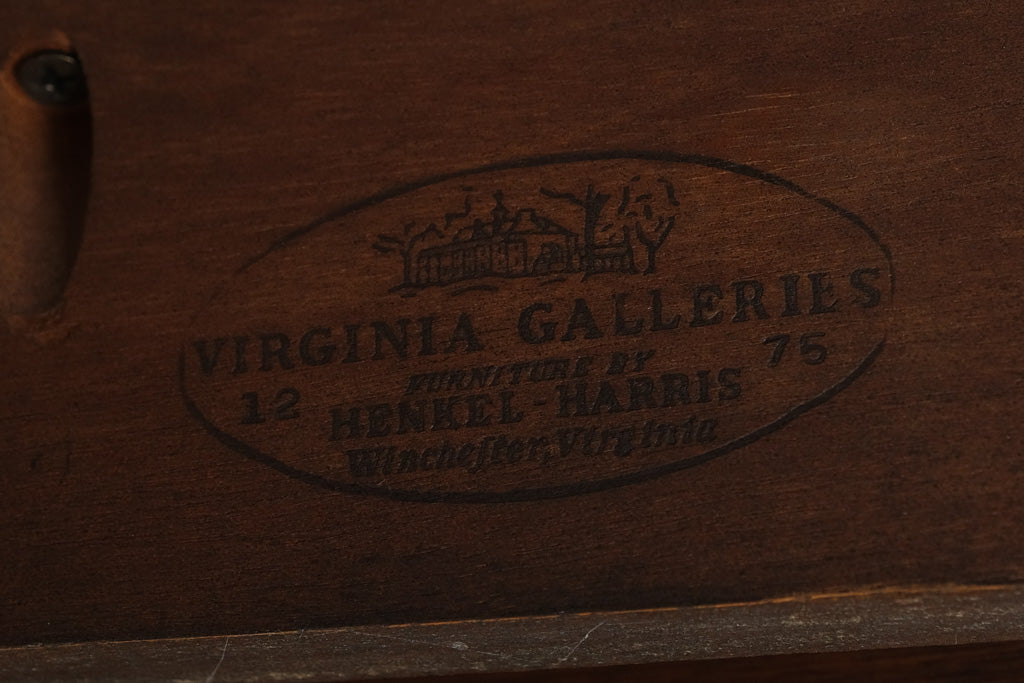 VIRGINIA GALLERIES
12 75
FURNITURE BY
HENKEL-HARRIS
Winchester, Virginia